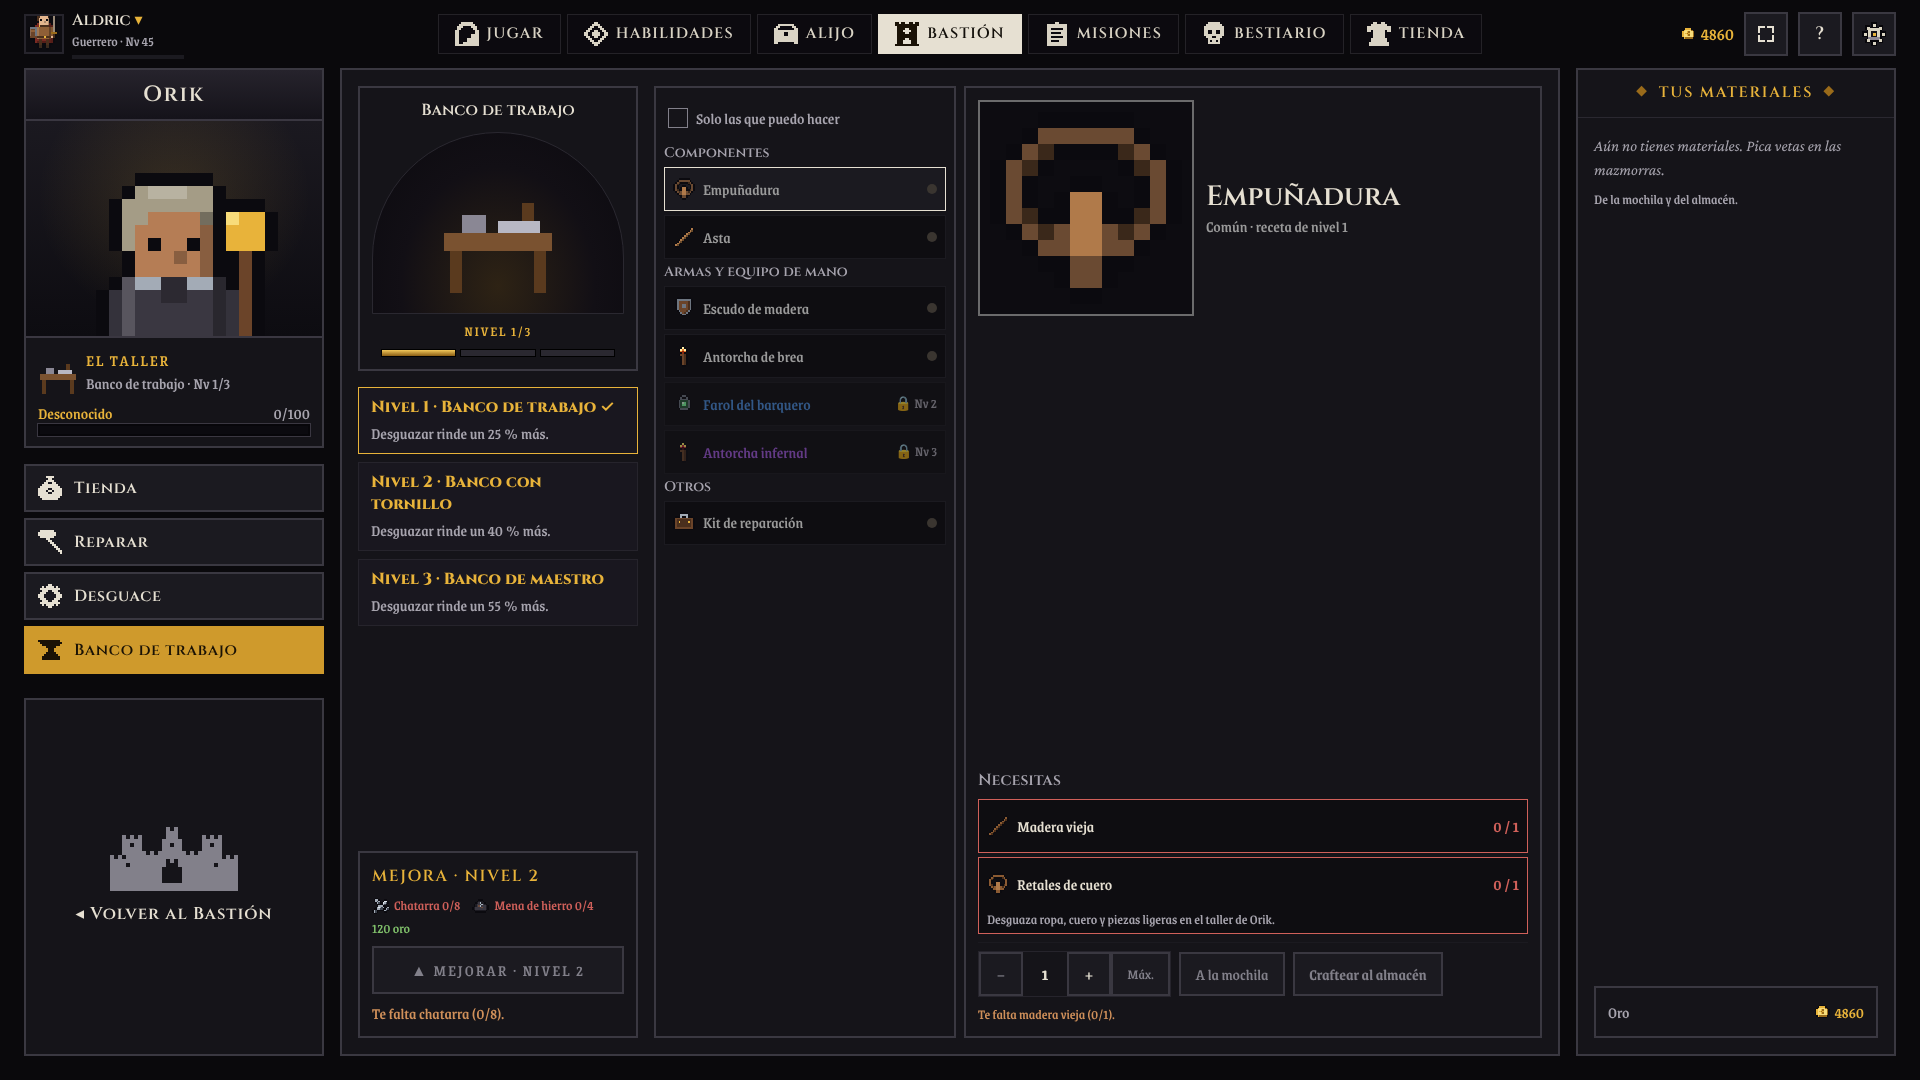 Aldric ▾
Guerrero · Nv 45
Jugar
Habilidades
Alijo
Bastión
Misiones
Bestiario
Tienda
4860
?
Orik
El taller
Banco de trabajo · Nv 1/3
Desconocido 0/100
Tienda
Reparar
Desguace
Banco de trabajo
◂ Volver al Bastión
Banco de trabajo
Nivel 1/3
Nivel 1 · Banco de trabajo ✓
Desguazar rinde un 25 % más.
Nivel 2 · Banco con
tornillo
Desguazar rinde un 40 % más.
Nivel 3 · Banco de maestro
Desguazar rinde un 55 % más.
Mejora · Nivel 2
Chatarra 0/8 Mena de hierro 0/4
120 oro
▲ Mejorar · Nivel 2
Te falta chatarra (0/8).
Solo las que puedo hacer
Componentes
Empuñadura
Asta
Armas y equipo de mano
Escudo de madera
Antorcha de brea
Farol del barquero Nv 2
Antorcha infernal Nv 3
Otros
Kit de reparación
Empuñadura
Común · receta de nivel 1
Necesitas
Madera vieja 0 / 1
Retales de cuero 0 / 1
Desguaza ropa, cuero y piezas ligeras en el taller de Orik.
− 1 + Máx. A la mochila Craftear al almacén
Te falta madera vieja (0/1).
◆ Tus materiales ◆
Aún no tienes materiales. Pica vetas en las
mazmorras.
De la mochila y del almacén.
Oro 4860